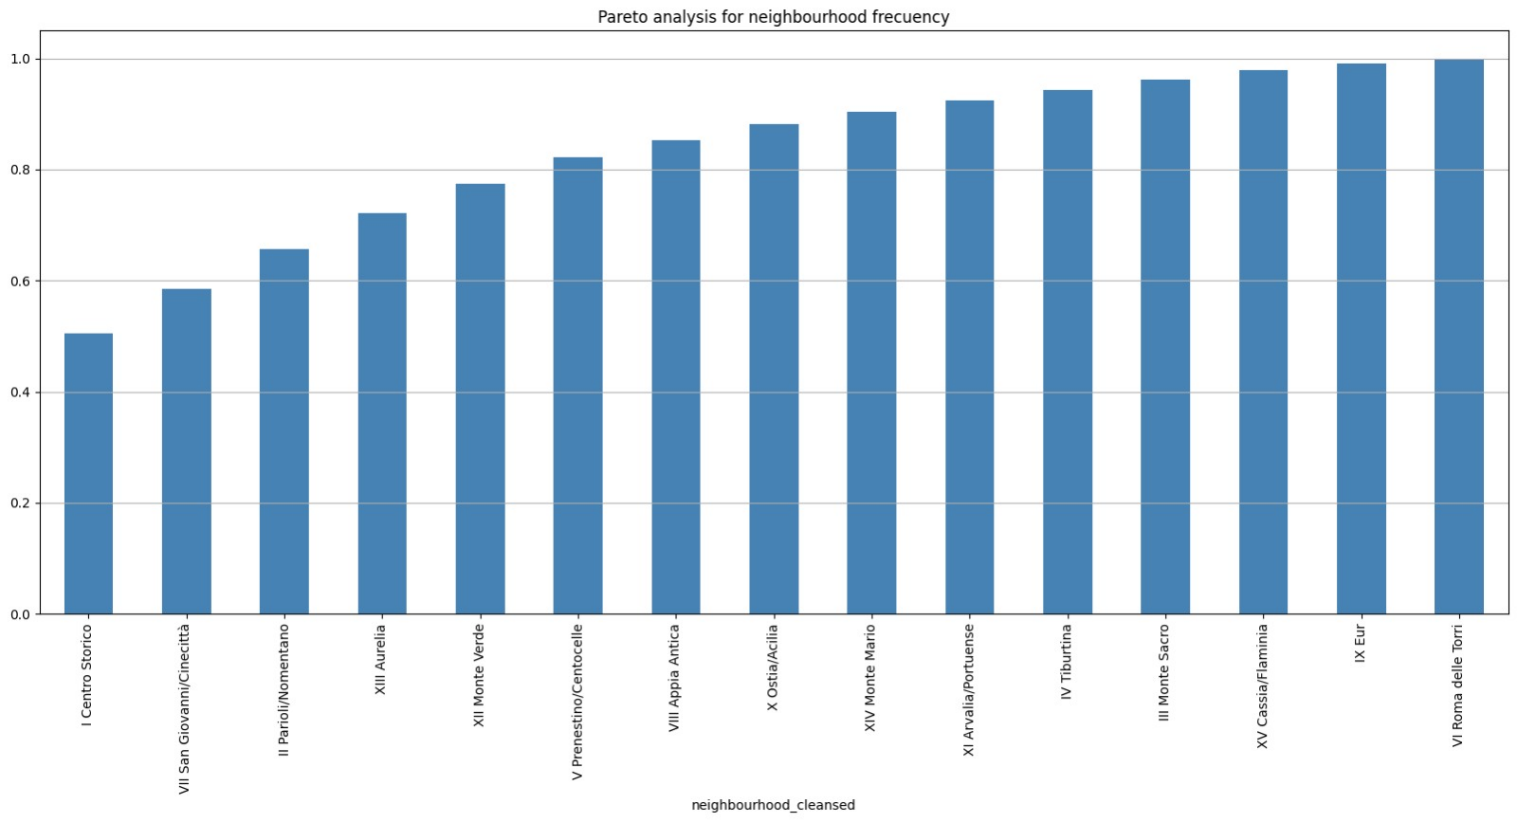 Pareto analysis for neighbourhood frecuency
1.0
0.8
0.6
0.4
0.2
0.0
I Centro Storico
VII San Giovanni/Cinecittà
II Parioli/Nomentano
XIII Aurelia
XII Monte Verde
V Prenestino/Centocelle
VIII Appia Antica
X Ostia/Acilia
XIV Monte Mario
XI Arvalia/Portuense
IV Tiburtina
III Monte Sacro
XV Cassia/Flaminia
IX Eur
VI Roma delle Torri
neighbourhood_cleansed